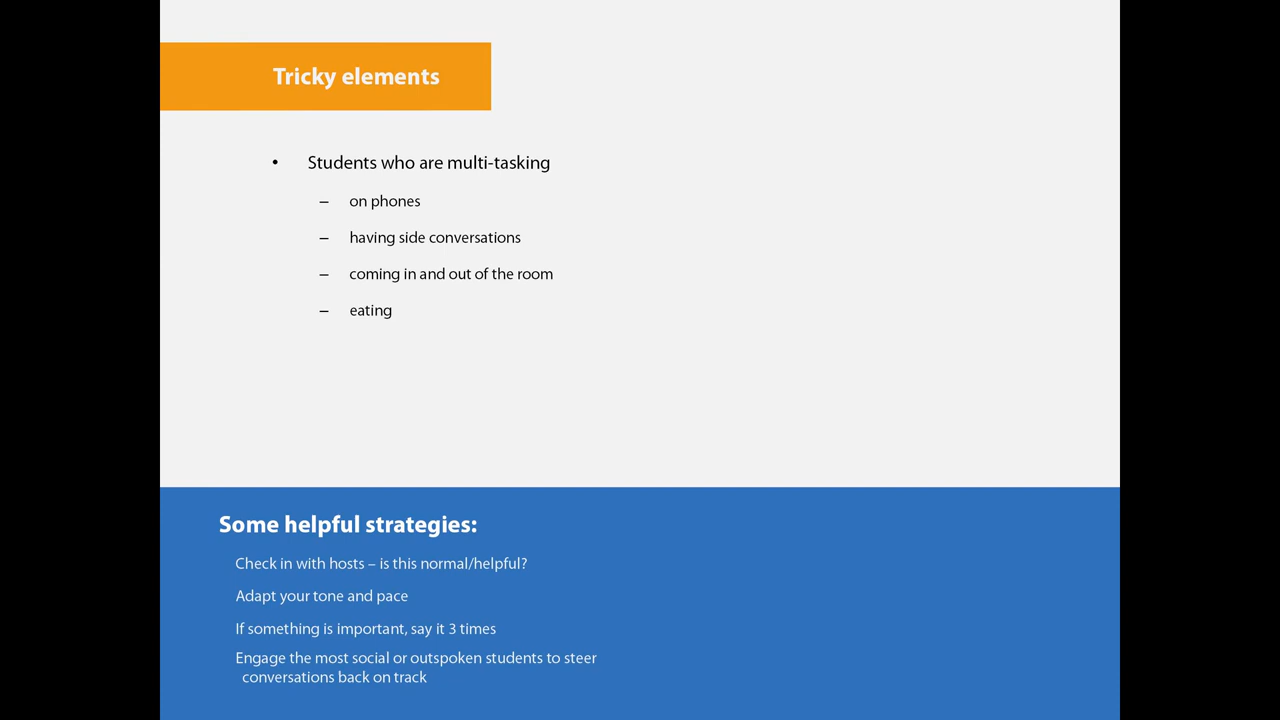 Tricky elements
• Students who are multi-tasking
– on phones
– having side conversations
– coming in and out of the room
– eating
Some helpful strategies:
Check in with hosts – is this normal/helpful?
Adapt your tone and pace
If something is important, say it 3 times
Engage the most social or outspoken students to steer
conversations back on track